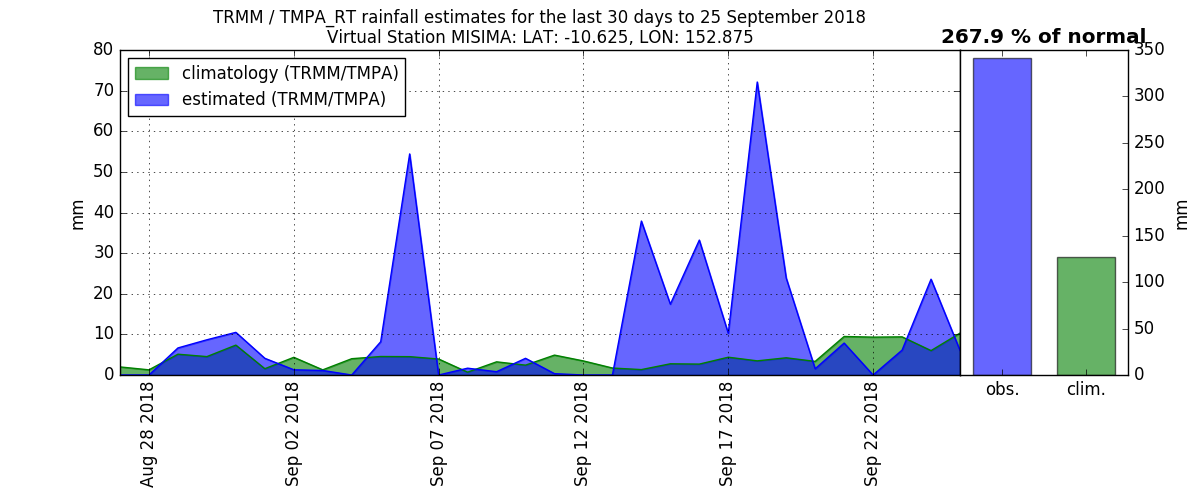 TRMM / TMPA_RT rainfall estimates for the last 30 days to 25 September 2018
Virtual Station MISIMA: LAT: -10.625, LON: 152.875
267.9 % of normal
climatology (TRMM/TMPA)
estimated (TRMM/TMPA)
80
70
60
50
40
30
20
10
0
mm
350
300
250
200
150
100
50
0
mm
obs.
clim.
Aug 28 2018
Sep 02 2018
Sep 07 2018
Sep 12 2018
Sep 17 2018
Sep 22 2018